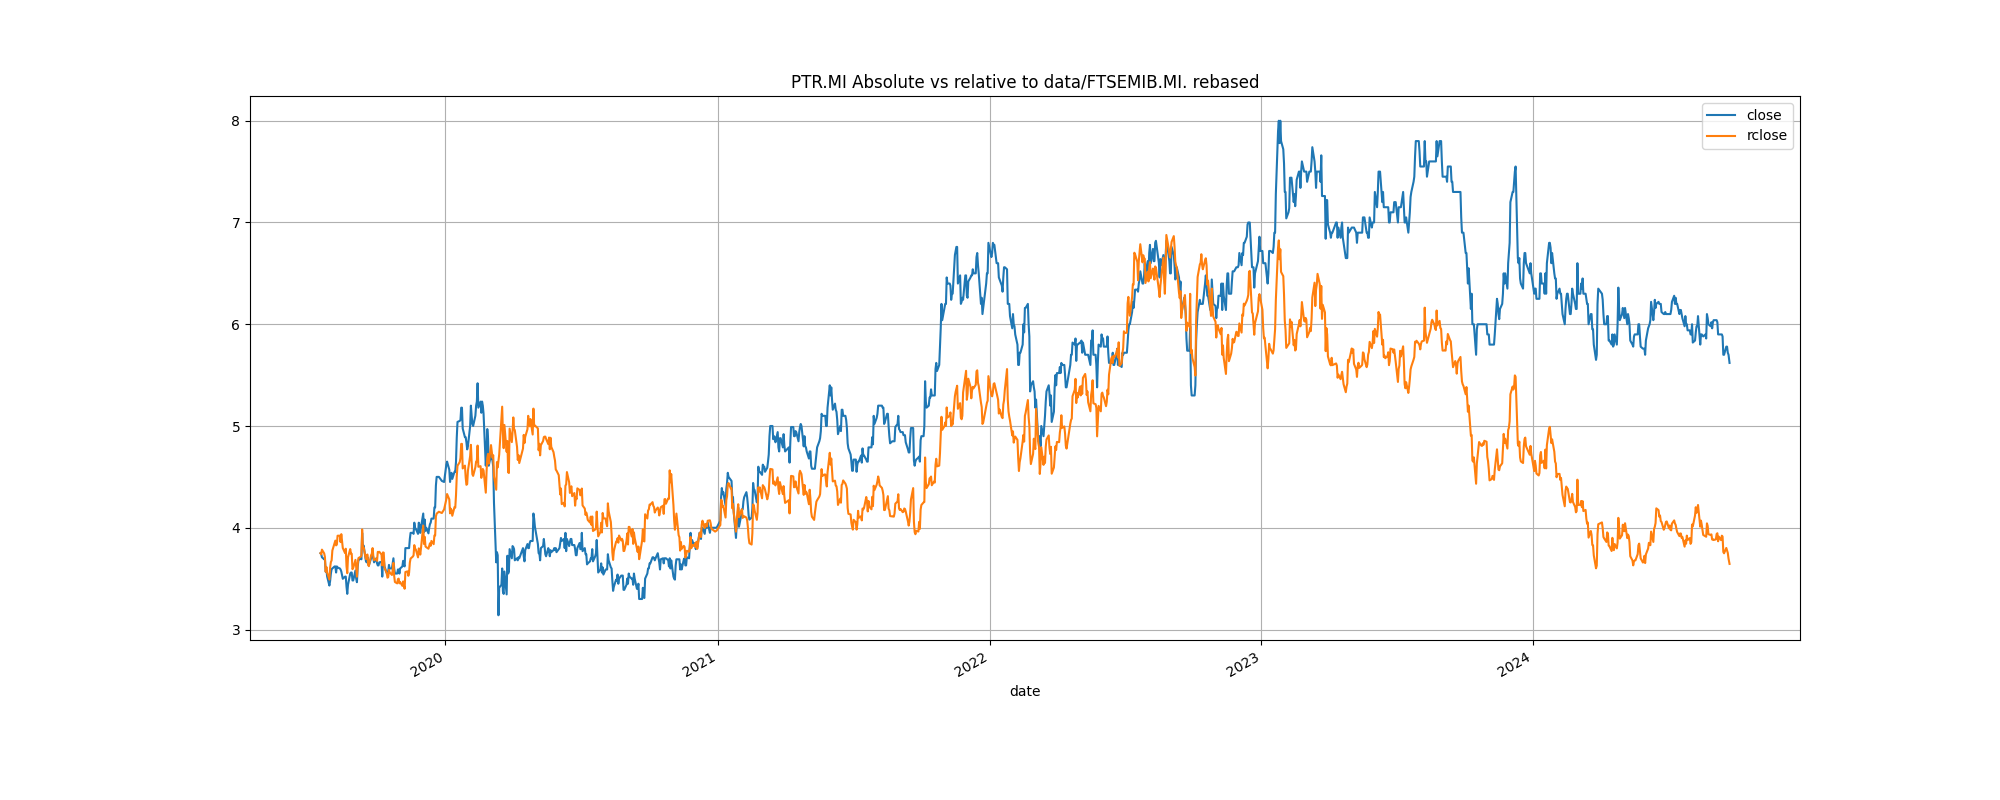 PTR.MI Absolute vs relative to data/FTSEMIB.MI. rebased
close
rclose
8
7
6
5
4
3
2020
2021
2022
2023
2024
date